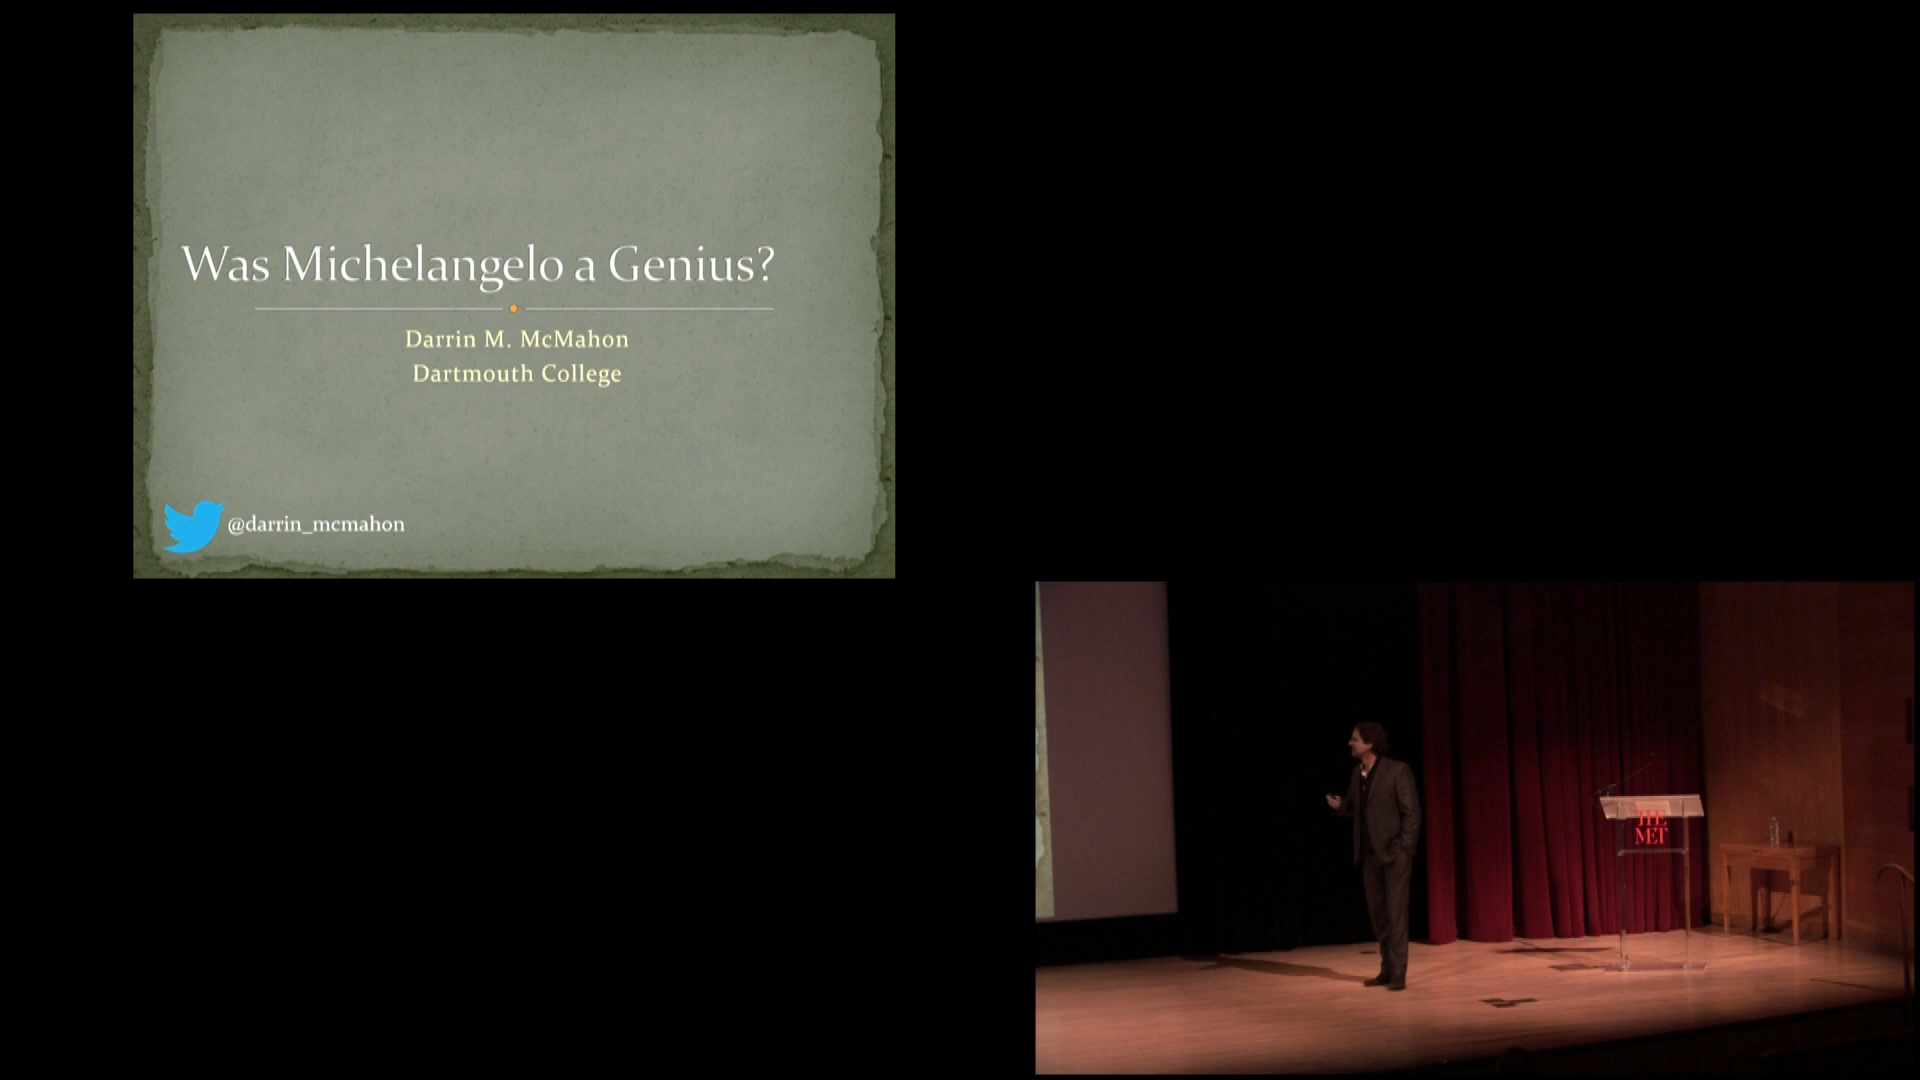 Was Michelangelo a Genius?
Darrin M. McMahon
Dartmouth College
@darrin_mcmahon
THE
MET